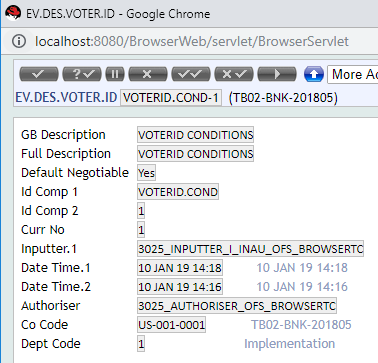 EV.DES.VOTER.ID - Google Chrome
localhost:8080/BrowserWeb/servlet/BrowserServlet
More Ac
EV.DES.VOTER.ID VOTERID.COND-1 (TB02-BNK-201805)
GB Description VOTERID CONDITIONS
Full Description VOTERID CONDITIONS
Default Negotiable Yes
Id Comp 1 VOTERID.COND
Id Comp 2 1
Curr No 1
Inputter.1 3025_INPUTTER_I_INAU_OFS_BROWSERTC
Date Time.1 10 JAN 19 14:18 10 JAN 19 14:18
Date Time.2 10 JAN 19 14:16 10 JAN 19 14:16
Authoriser 3025_AUTHORISER_OFS_BROWSERTC
Co Code US-001-0001 TB02-BNK-201805
Dept Code 1 Implementation